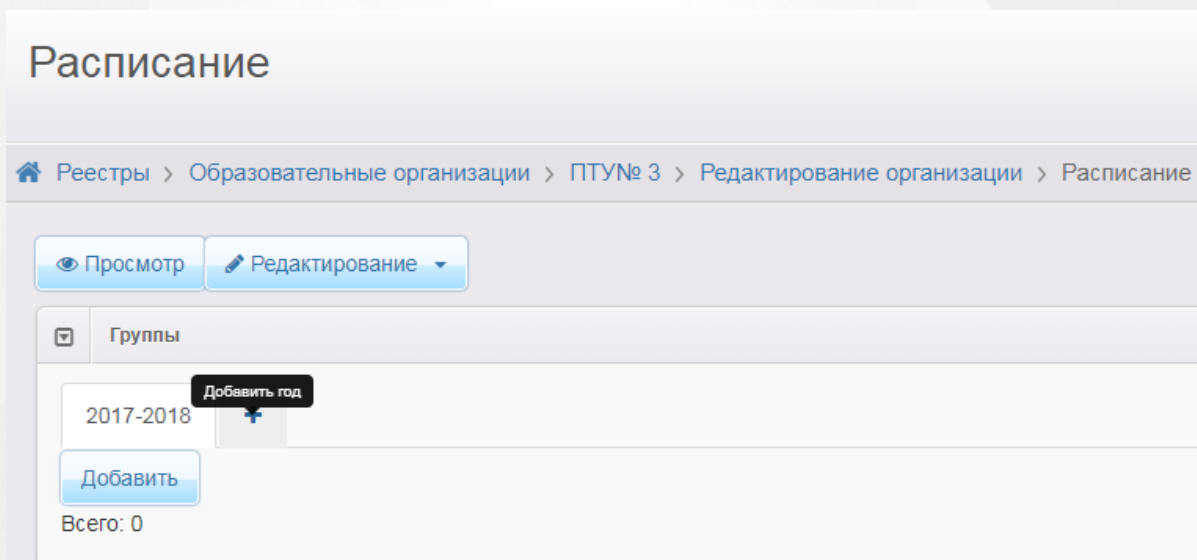 Расписание
Реестры > Образовательные организации > ПТУ№ 3 > Редактирование организации > Расписание
Просмотр Редактирование
Группы
Добавить год
2017-2018 +
Добавить
Всего: 0